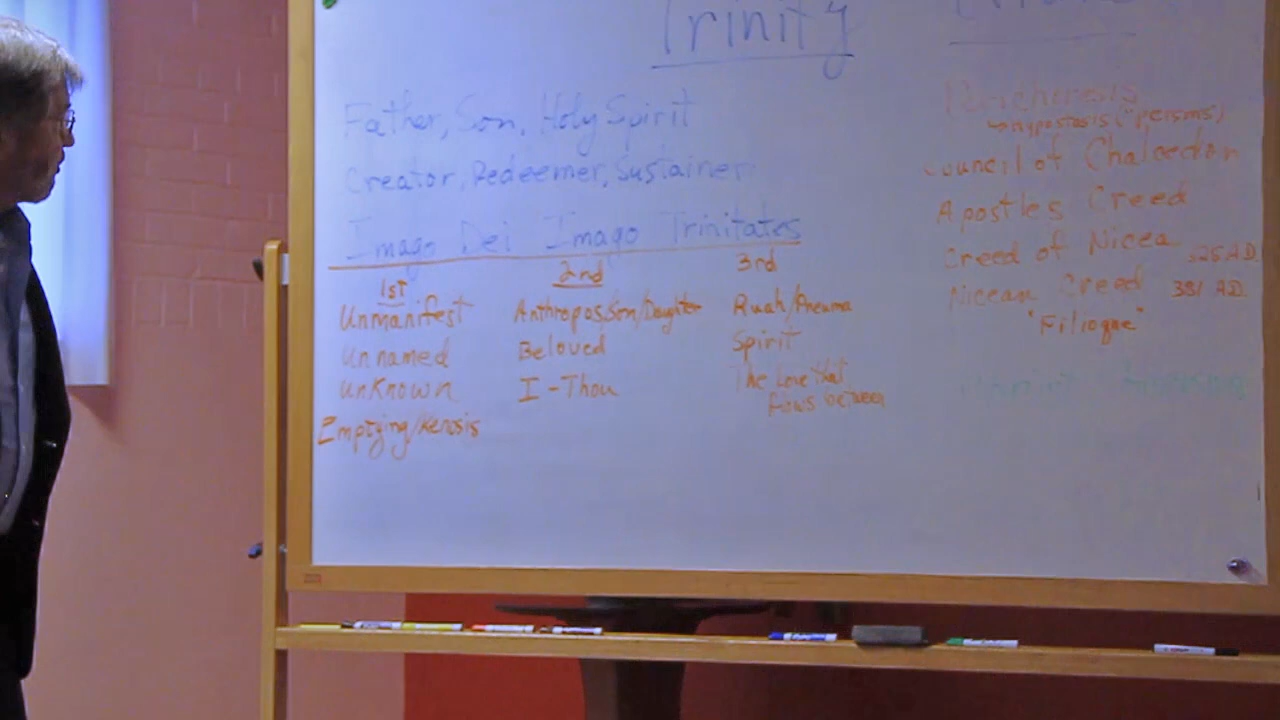 Trinity
Father, Son, Holy Spirit
Creator, Redeemer, Sustainer
Imago Dei Imago Trinitates
1st
Unmanifest
Unnamed
Unknown
Emptying/Kenosis
2nd
Anthropos, Son/Daughter
Beloved
I-Thou
3rd
Ruah/Pneuma
Spirit
The Love that
flows between
Perichoresis
hypostasis ("persms")
Council of Chalcedon
Apostles Creed
Creed of Nicea 325 A.D.
Nicean Creed 381 A.D.
"Filioque"